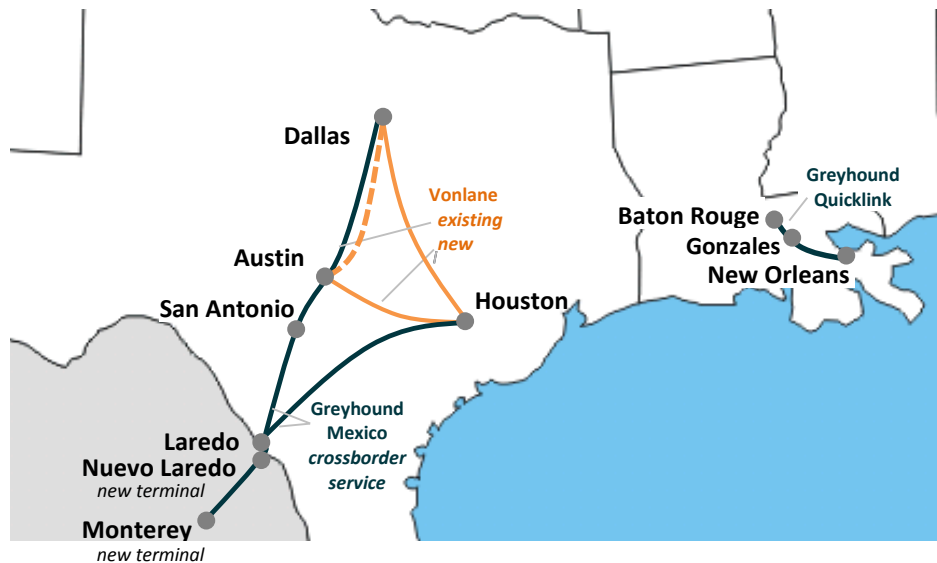 Dallas
Greyhound
Quicklink
Vonlane
existing
new
Baton Rouge
Gonzales
New Orleans
Austin
San Antonio
Houston
Greyhound
Mexico
crossborder
service
Laredo
Nuevo Laredo
new terminal
Monterey
new terminal